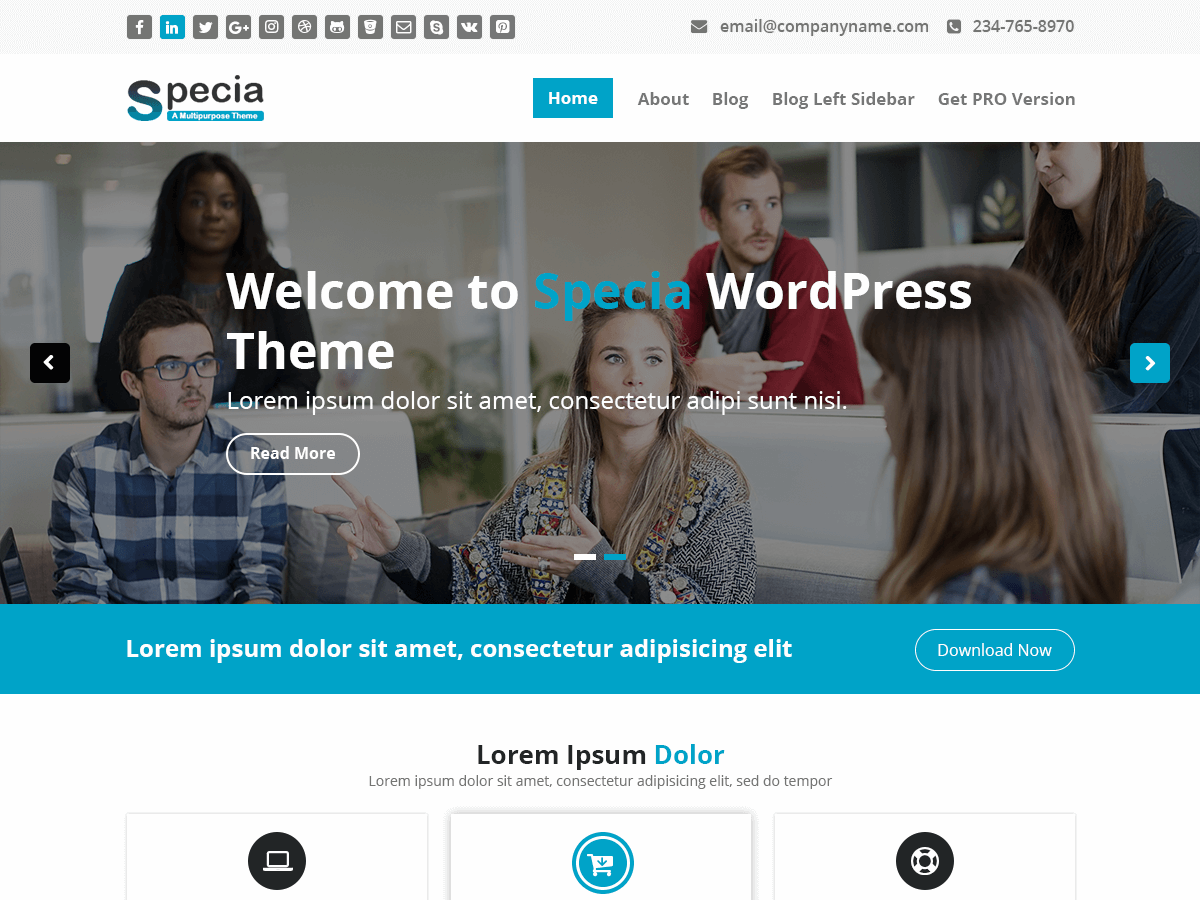 email@companyname.com 234-765-8970
Specia
A Multipurpose Theme
Home About Blog Blog Left Sidebar Get PRO Version
Welcome to Specia WordPress
Theme
Lorem ipsum dolor sit amet, consectetur adipi sunt nisi.
Read More
Lorem ipsum dolor sit amet, consectetur adipisicing elit
Download Now
Lorem Ipsum Dolor
Lorem ipsum dolor sit amet, consectetur adipisicing elit, sed do tempor